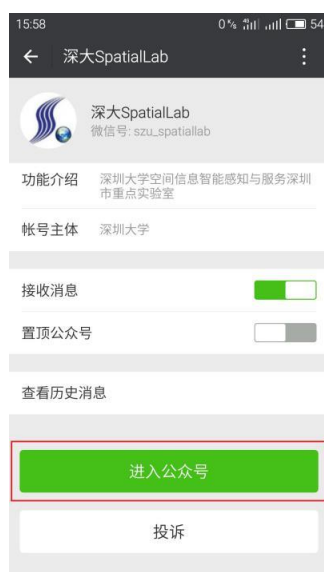 15:58
0% 54
深大SpatialLab
深大SpatialLab
微信号: szu_spatiallab
功能介绍 深圳大学空间信息智能感知与服务深圳
市重点实验室
帐号主体 深圳大学
接收消息
置顶公众号
查看历史消息
进入公众号
投诉